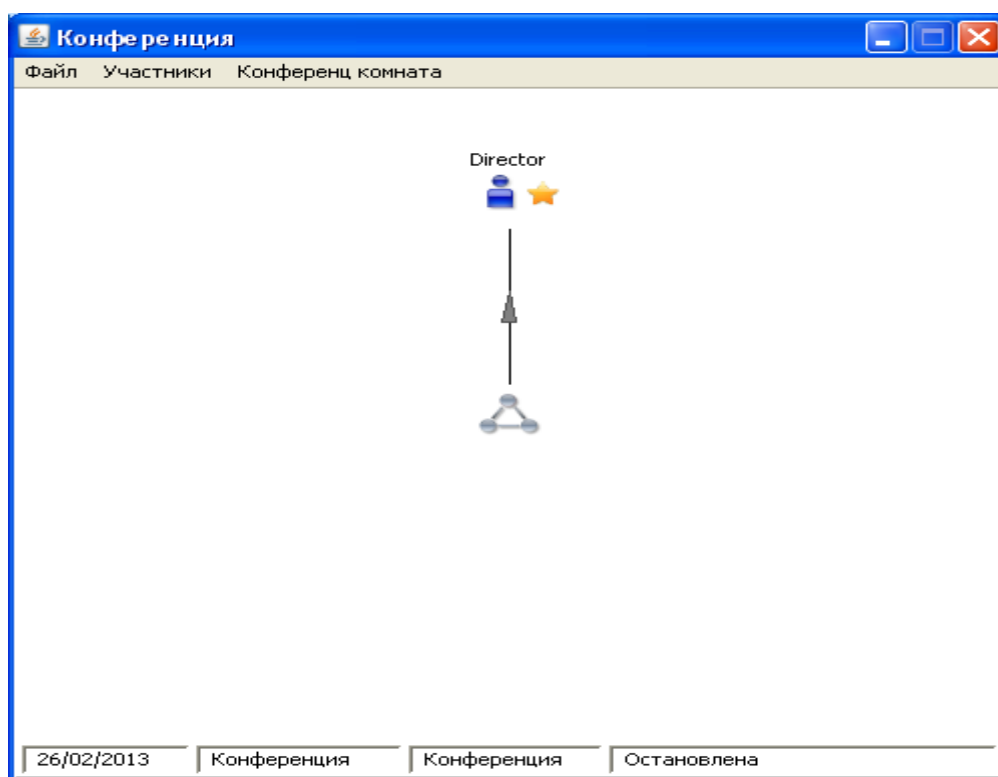 Конференция
Файл Участники Конференц комната
Director
26/02/2013 Конференция Конференция Остановлена